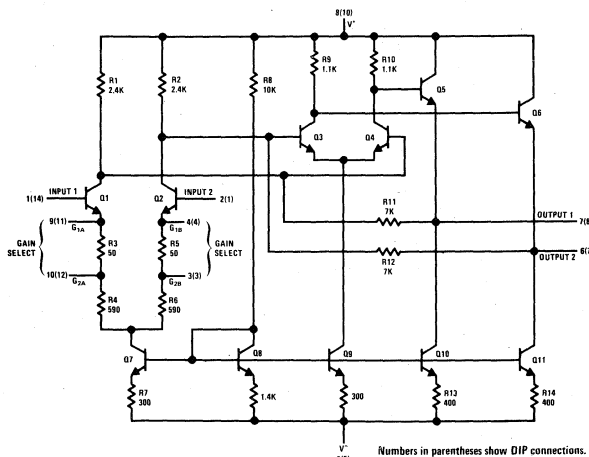 8(10)
V+
R1
2.4K
R2
2.4K
R8
10K
R9
1.1K
R10
1.1K
Q5
Q6
Q3
Q4
1(14)
INPUT 1
Q1
Q2
INPUT 2
2(1)
9(11)
G1A
4(4)
G1B
GAIN
SELECT
R3
50
R5
50
GAIN
SELECT
10(12)
G2A
3(3)
G2B
R4
590
R6
590
R11
7K
OUTPUT 1
R12
7K
OUTPUT 2
Q7
Q8
Q9
Q10
Q11
R7
300
1.4K
300
R13
400
R14
400
V-
Numbers in parentheses show DIP connections.